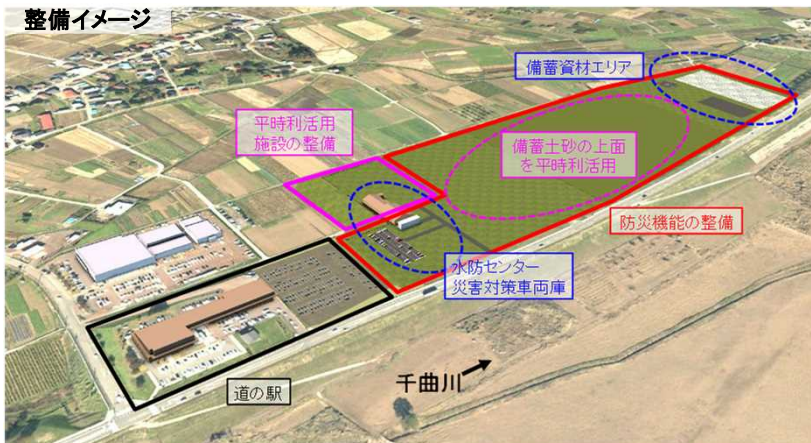 整備イメージ
備蓄資材エリア
平時利活用
施設の整備
備蓄土砂の上面
を平時利活用
防災機能の整備
水防センター
災害対策車両庫
千曲川
道の駅